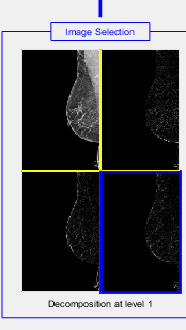 Image Selection
Decomposition at level 1